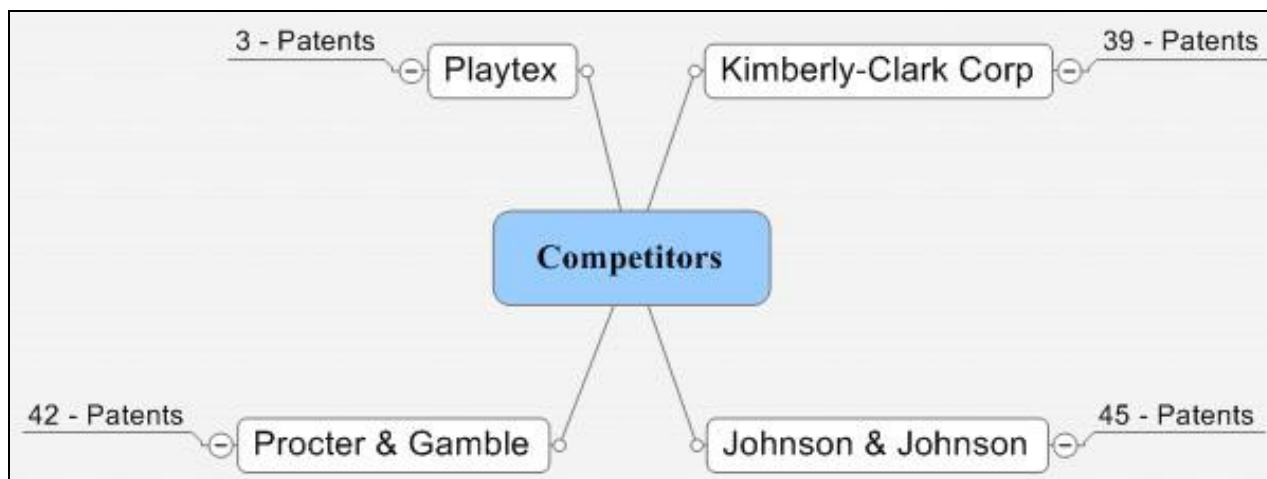 3 - Patents
Playtex
Kimberly-Clark Corp
39 - Patents
Competitors
42 - Patents
Procter & Gamble
Johnson & Johnson
45 - Patents